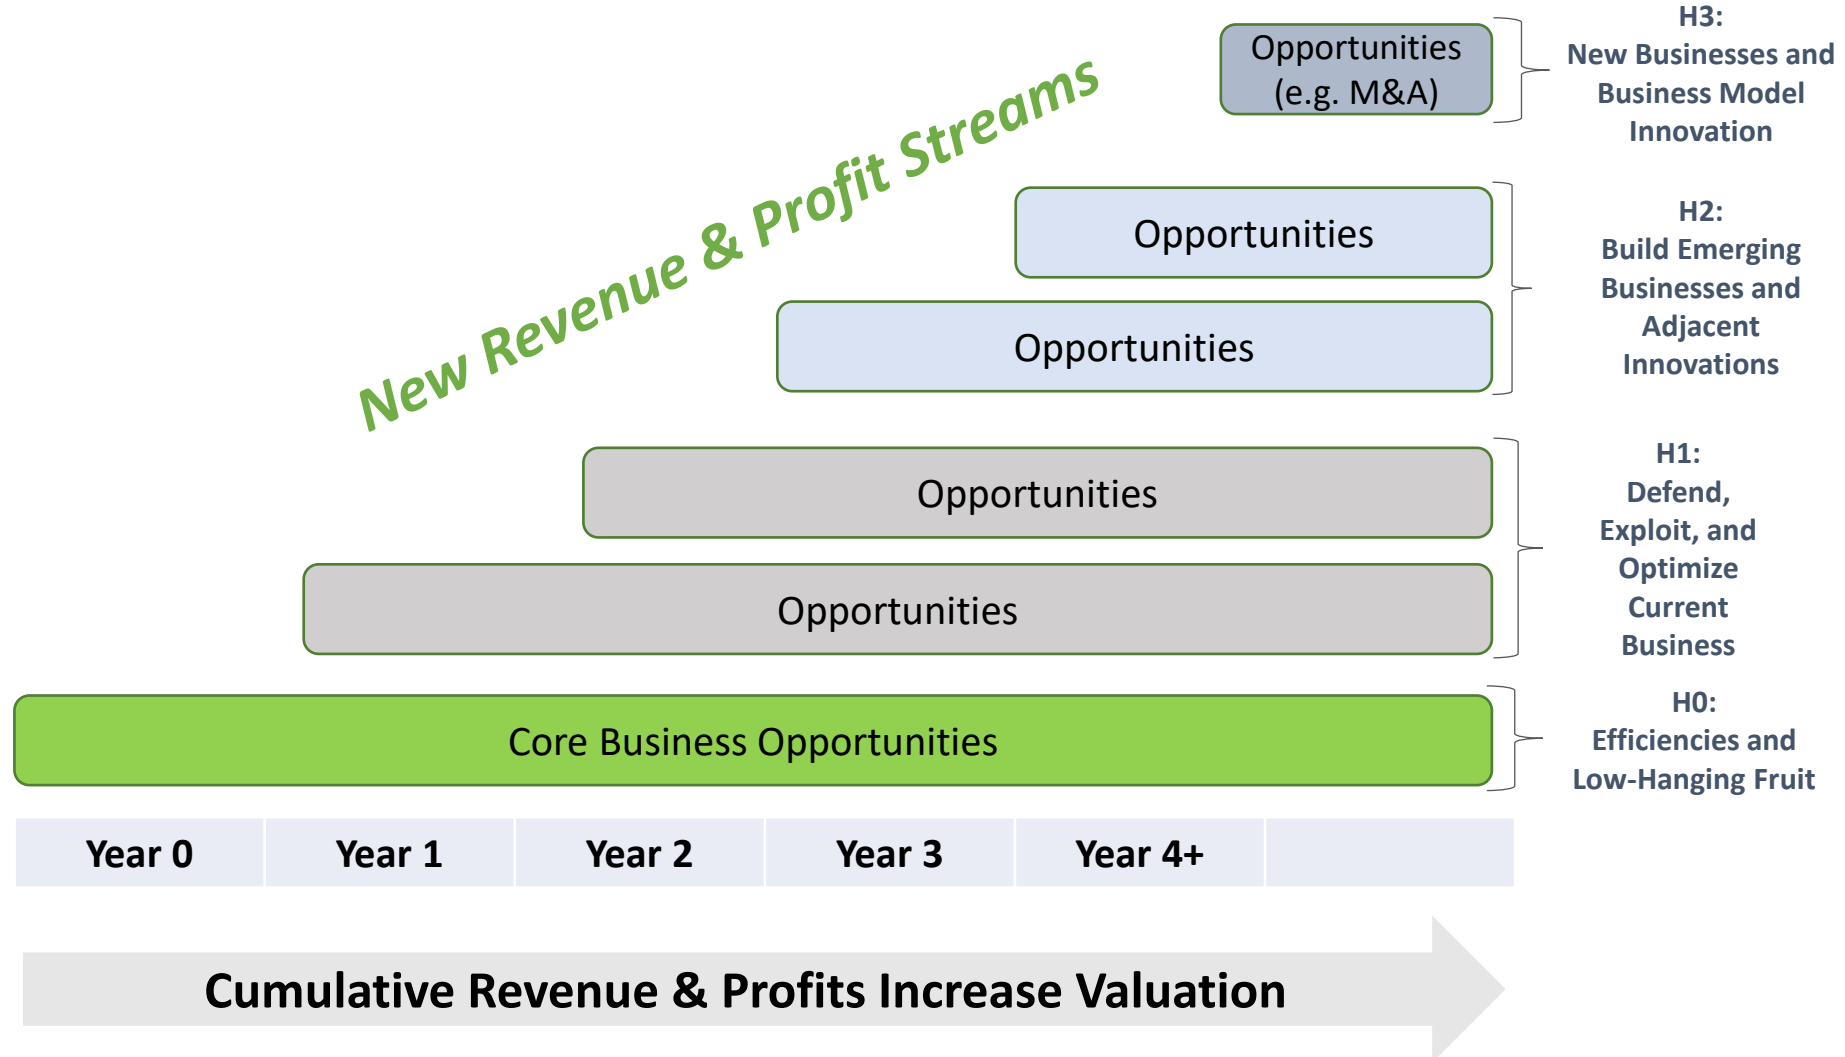 Opportunities
(e.g. M&A)
H3:
New Businesses and
Business Model
Innovation
New Revenue & Profit Streams
Opportunities
Opportunities
H2:
Build Emerging
Businesses and
Adjacent
Innovations
Opportunities
Opportunities
H1:
Defend,
Exploit, and
Optimize
Current
Business
Core Business Opportunities
H0:
Efficiencies and
Low-Hanging Fruit
Year 0 Year 1 Year 2 Year 3 Year 4+
Cumulative Revenue & Profits Increase Valuation